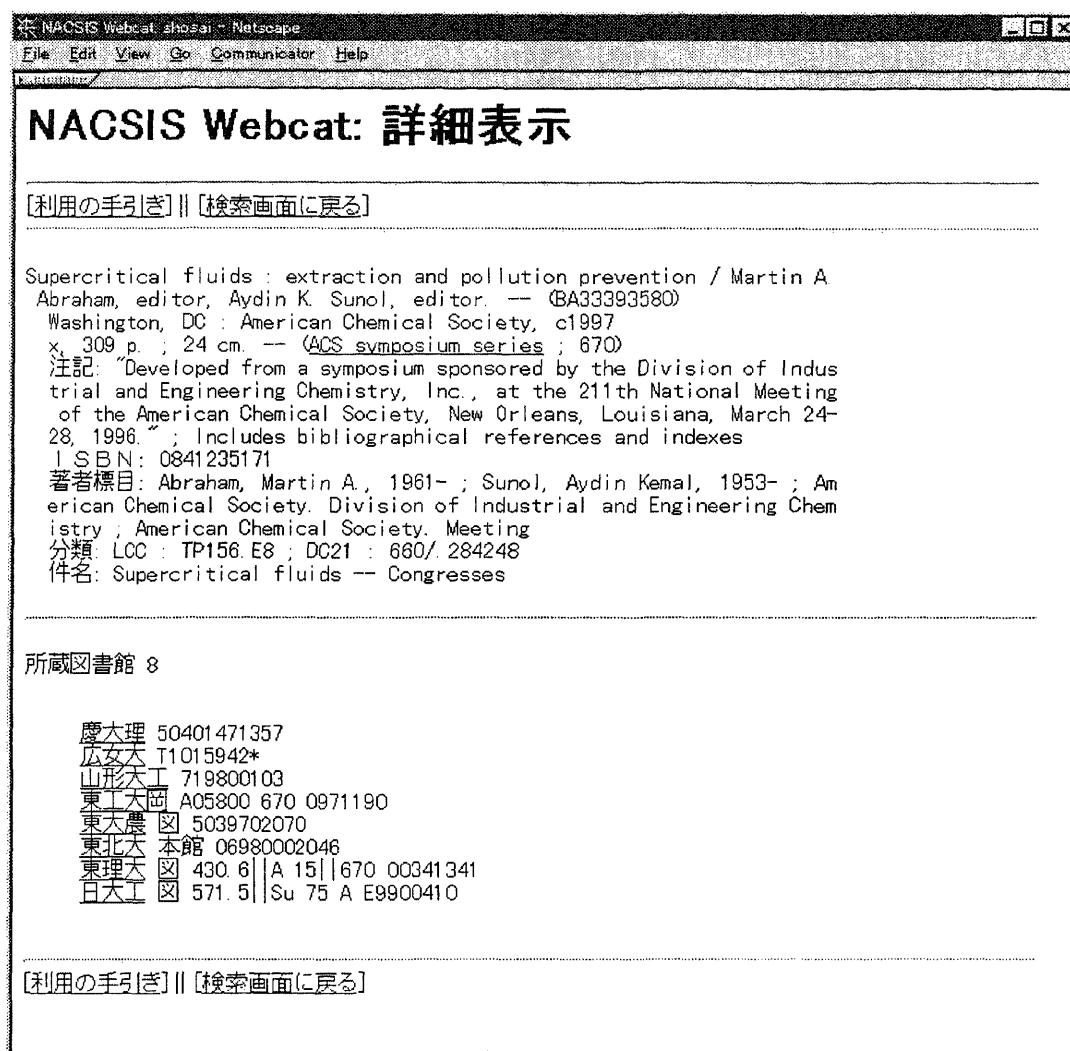 NACSIS Webcat: shosai - Netscape
File Edit View Go Communicator Help
NACSIS Webcat: 詳細表示
[利用の手引き] || [検索画面に戻る]
Supercritical fluids : extraction and pollution prevention / Martin A.
Abraham, editor, Aydin K. Sunol, editor. -- (BA33393580)
Washington, DC : American Chemical Society, c1997
x, 309 p. ; 24 cm. -- (ACS symposium series ; 670)
注記: "Developed from a symposium sponsored by the Division of Indus
trial and Engineering Chemistry, Inc., at the 211th National Meeting
of the American Chemical Society, New Orleans, Louisiana, March 24-
28, 1996." ; Includes bibliographical references and indexes
ISBN: 0841235171
著者標目: Abraham, Martin A., 1961- ; Sunol, Aydin Kemal, 1953- ; Am
erican Chemical Society. Division of Industrial and Engineering Chem
istry ; American Chemical Society. Meeting
分類: LCC : TP156.E8 ; DC21 : 660/.284248
件名: Supercritical fluids -- Congresses
所蔵図書館 8
慶大理 50401471357
広女大 T1015942*
山形大工 719800103
東工大岡 A05800 670 0971190
東大農 図 5039702070
東北大 本館 06980002046
東理大 図 430.6||A 15||670 00341341
日大工 図 571.5||Su 75 A E9900410
[利用の手引き] || [検索画面に戻る]